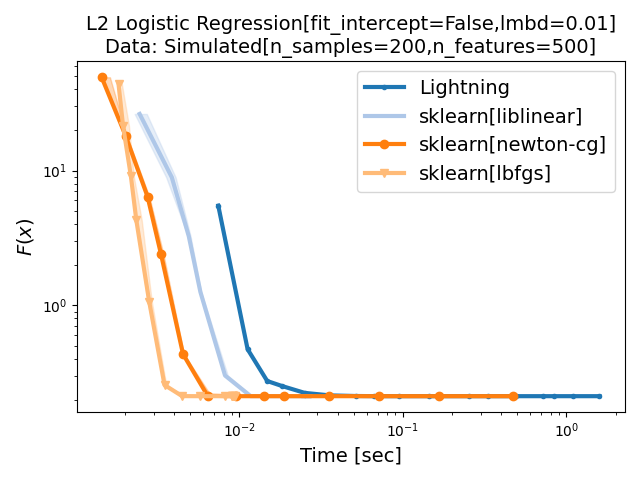 L2 Logistic Regression[fit_intercept=False,lmbd=0.01]
Data: Simulated[n_samples=200,n_features=500]
Lightning
sklearn[liblinear]
sklearn[newton-cg]
sklearn[lbfgs]
F(x)
10¹
10⁰
10⁻²
10⁻¹
10⁰
Time [sec]